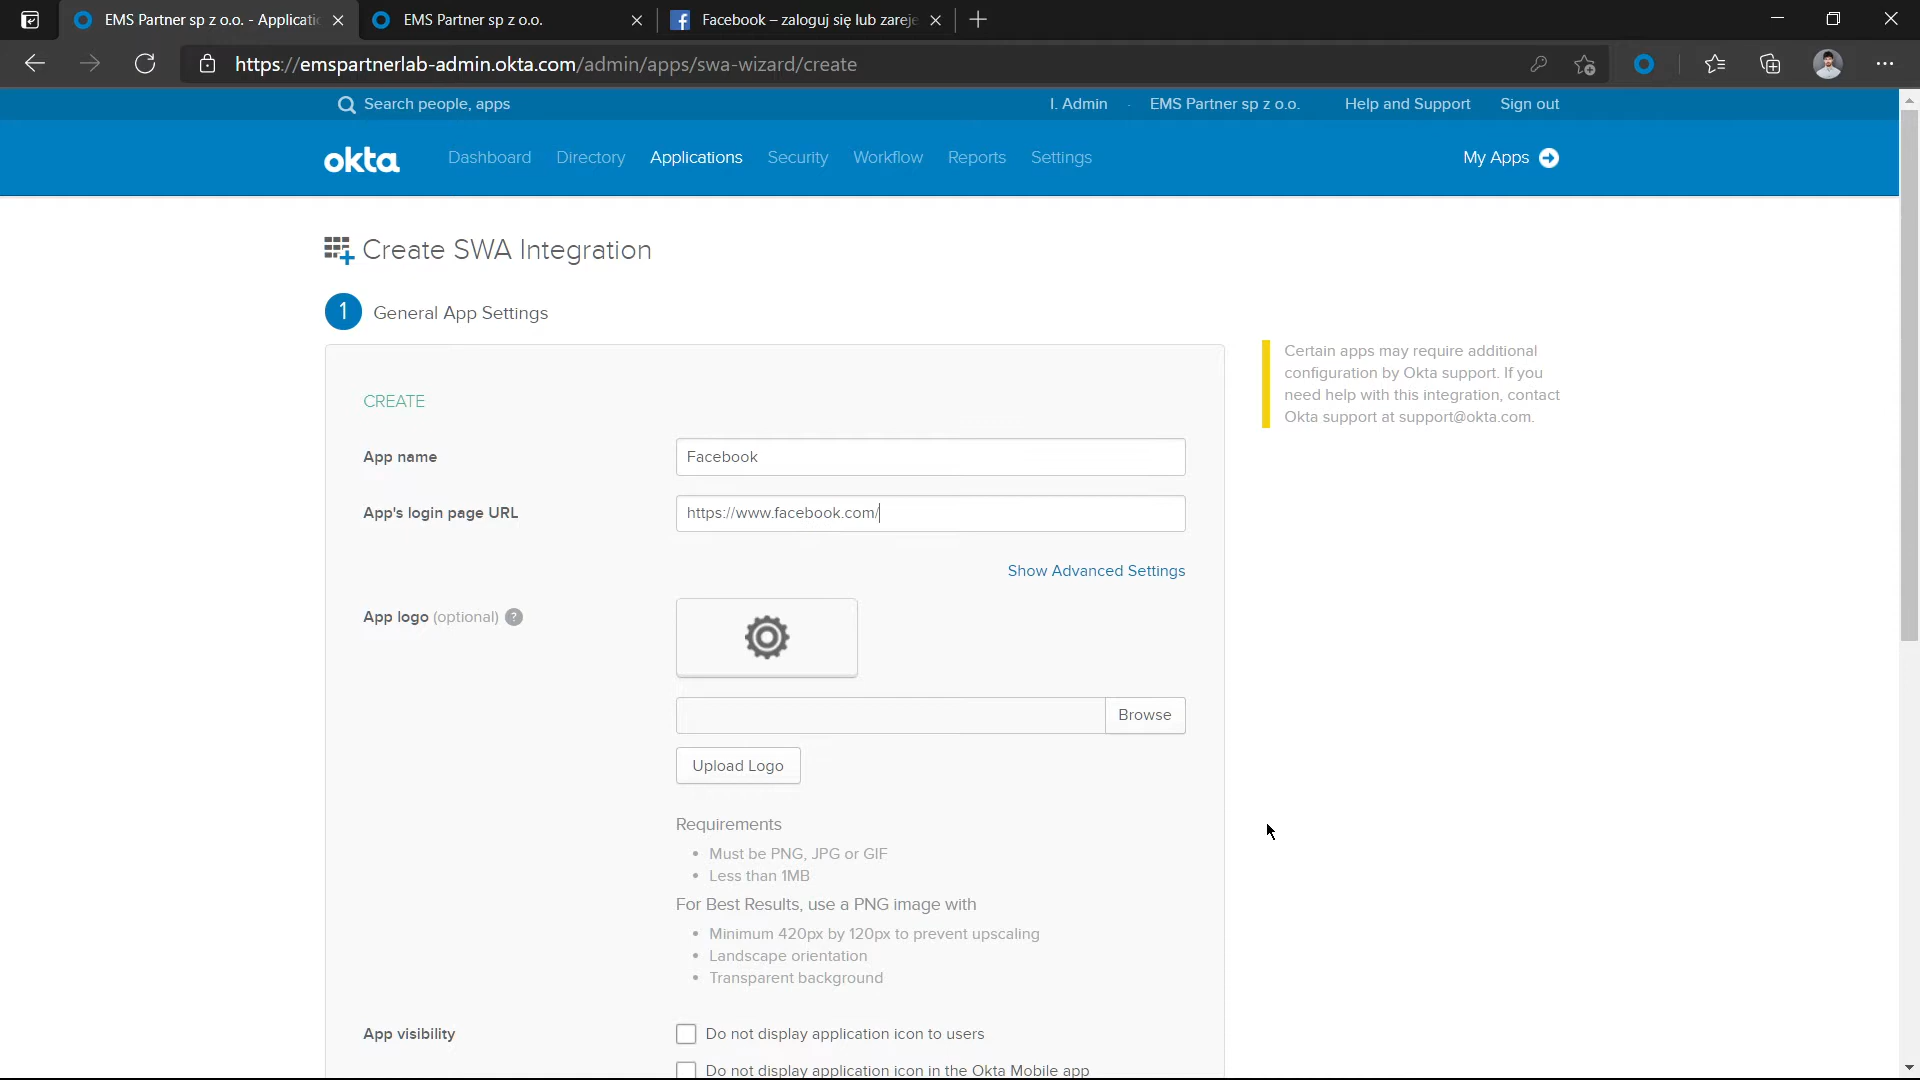 EMS Partner sp z o.o. - Applicati
EMS Partner sp z o.o.
Facebook – zaloguj się lub zareje
https://emspartnerlab-admin.okta.com/admin/apps/swa-wizard/create
Search people, apps
I. Admin · EMS Partner sp z o.o. Help and Support Sign out
okta
Dashboard Directory Applications Security Workflow Reports Settings
My Apps
Create SWA Integration
1 General App Settings
Certain apps may require additional
configuration by Okta support. If you
need help with this integration, contact
Okta support at support@okta.com.
CREATE
App name
Facebook
App's login page URL
https://www.facebook.com/
Show Advanced Settings
App logo (optional) ?
Browse
Upload Logo
Requirements
• Must be PNG, JPG or GIF
• Less than 1MB
For Best Results, use a PNG image with
• Minimum 420px by 120px to prevent upscaling
• Landscape orientation
• Transparent background
App visibility
Do not display application icon to users
Do not display application icon in the Okta Mobile app